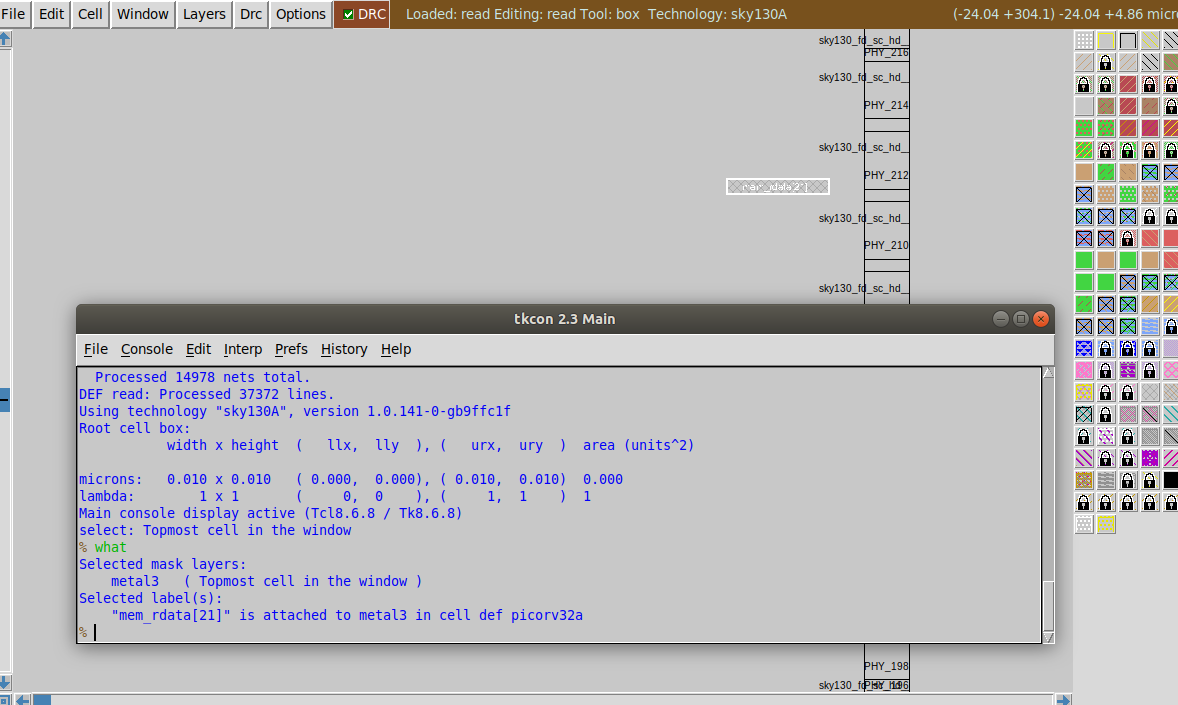 File Edit Cell Window Layers Drc Options DRC Loaded: read Editing: read Tool: box Technology: sky130A (-24.04 +304.1) -24.04 +4.86 micr
sky130_fd_sc_hd_
PHY_216
sky130_fd_sc_hd_
PHY_214
sky130_fd_sc_hd_
PHY_212
mem_rdata[21]
sky130_fd_sc_hd_
PHY_210
sky130_fd_sc_hd_
tkcon 2.3 Main
File Console Edit Interp Prefs History Help
Processed 14978 nets total.
DEF read: Processed 37372 lines.
Using technology "sky130A", version 1.0.141-0-gb9ffc1f
Root cell box:
width x height ( llx, lly ), ( urx, ury ) area (units^2)
microns: 0.010 x 0.010 ( 0.000, 0.000), ( 0.010, 0.010) 0.000
lambda: 1 x 1 ( 0, 0 ), ( 1, 1 ) 1
Main console display active (Tcl8.6.8 / Tk8.6.8)
select: Topmost cell in the window
% what
Selected mask layers:
metal3 ( Topmost cell in the window )
Selected label(s):
"mem_rdata[21]" is attached to metal3 in cell def picorv32a
%
PHY_198
sky130_fd_sc_hd_
PHY_196